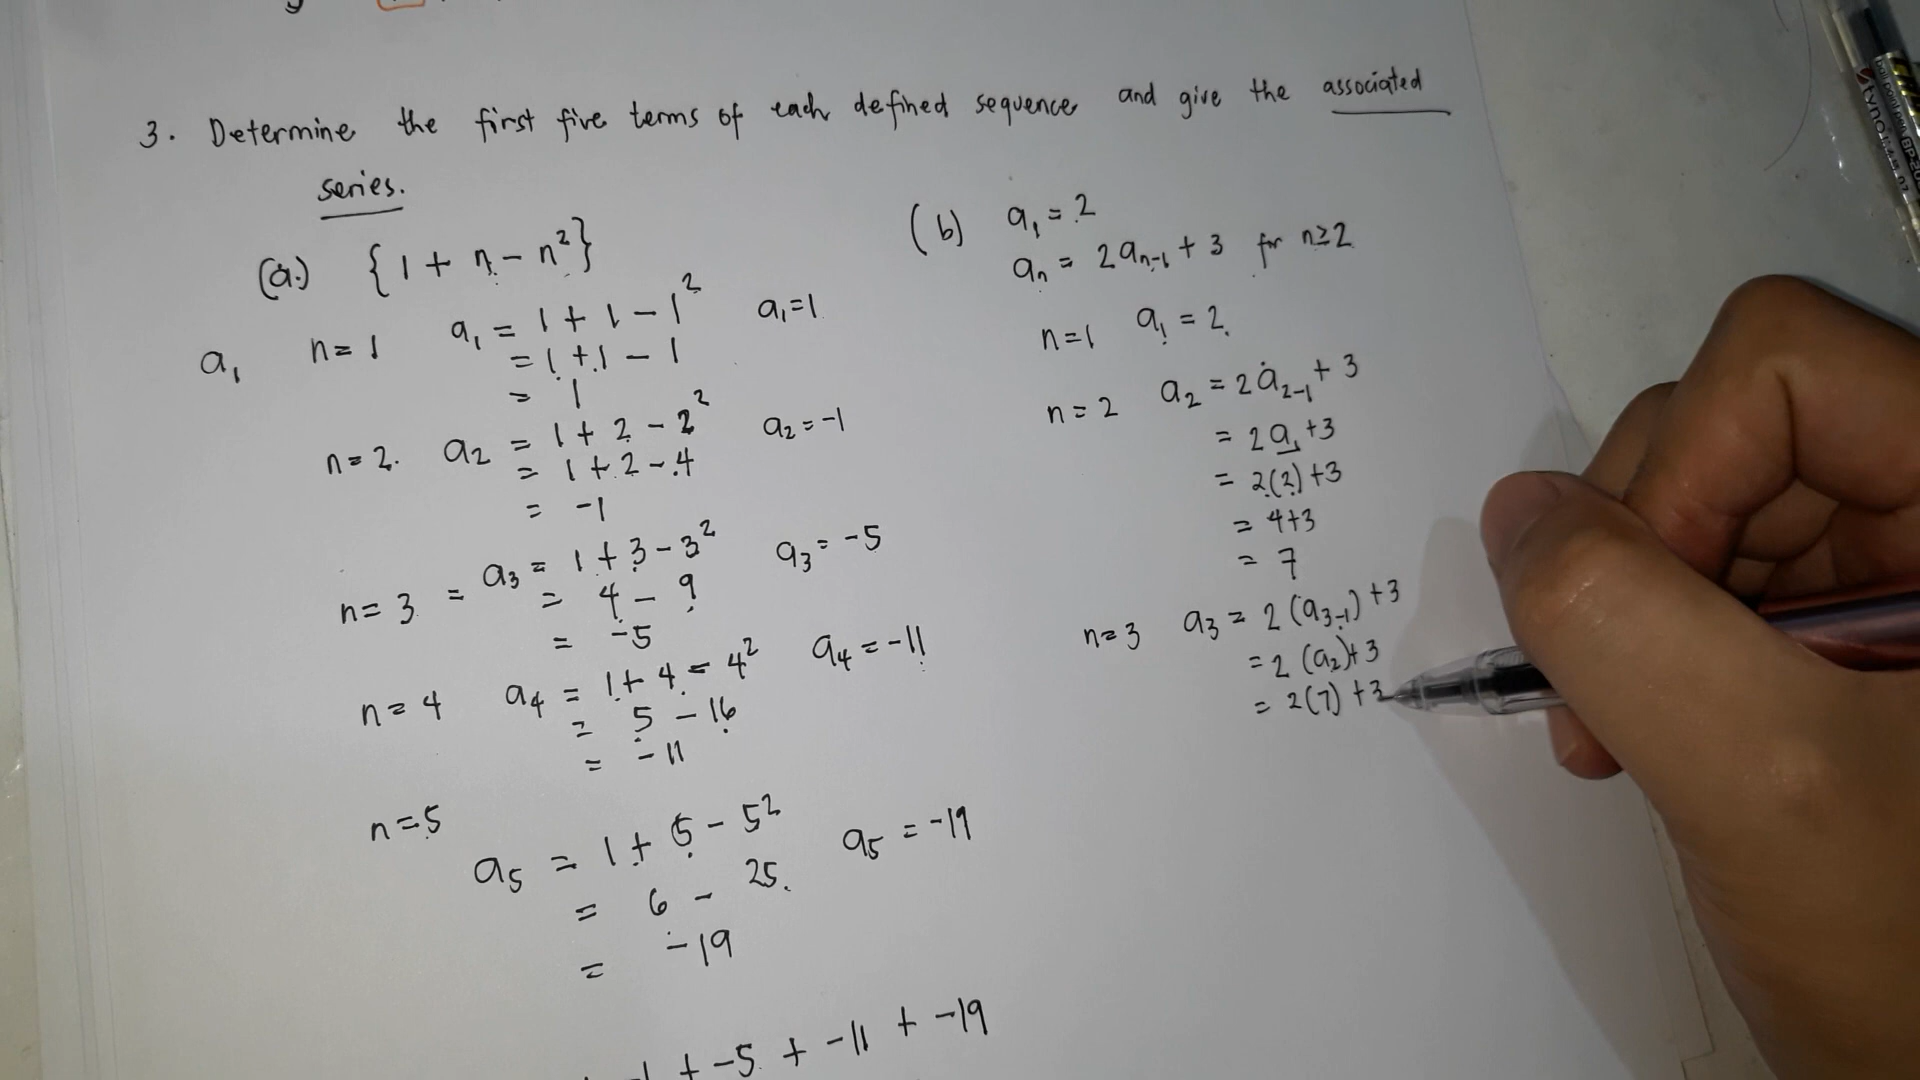 3. Determine the first five terms of each defined sequence and give the associated
series.
(a.) {1 + n - n²}
a₁ n = 1 a₁ = 1 + 1 - 1² a₁=1
= 1 + 1 - 1
= 1
n = 2. a₂ = 1 + 2 - 2² a₂ = -1
= 1 + 2 - 4
= -1
n = 3 = a₃ = 1 + 3 - 3² a₃ = -5
= 4 - 9
= -5
n = 4 a₄ = 1 + 4 - 4² a₄ = -11
= 5 - 16
= -11
n = 5
a₅ = 1 + 5 - 5² a₅ = -19
= 6 - 25
= -19
+ -5 + -11 + -19
(b) a₁ = 2
aₙ = 2aₙ₋₁ + 3 for n≥2
n=1 a₁ = 2
n = 2 a₂ = 2a₂₋₁ + 3
= 2a₁ + 3
= 2(2) + 3
= 4+3
= 7
n=3 a₃ = 2(a₃₋₁) + 3
= 2(a₂) + 3
= 2(7) + 3
ball point pen